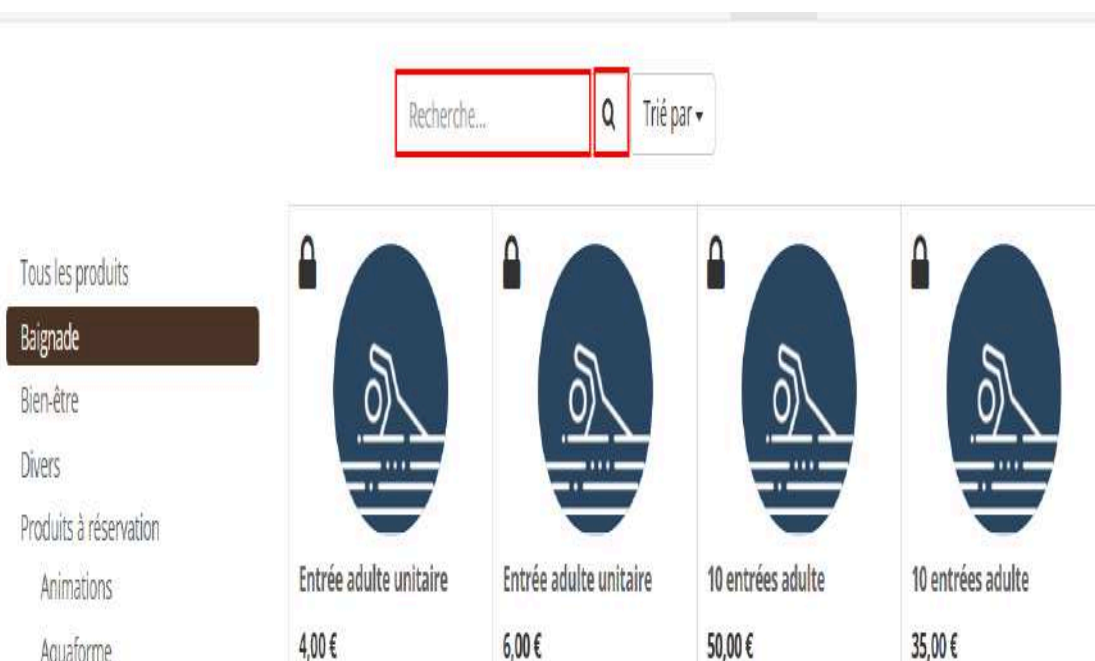 Recherche...
Trié par
Tous les produits
Baignade
Bien-être
Divers
Produits à réservation
Animations
Aquaforme
Entrée adulte unitaire
4,00 €
Entrée adulte unitaire
6,00 €
10 entrées adulte
50,00 €
10 entrées adulte
35,00 €